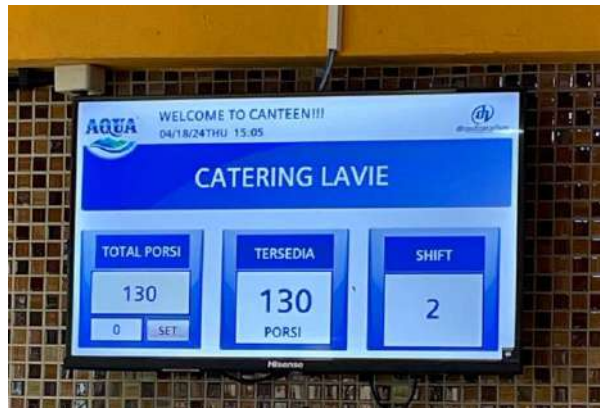 AQUA
WELCOME TO CANTEEN!!!
04/18/24THU 15:05
CATERING LAVIE
TOTAL PORSI
130
0 SET
TERSEDIA
130
PORSI
SHIFT
2
Hisense